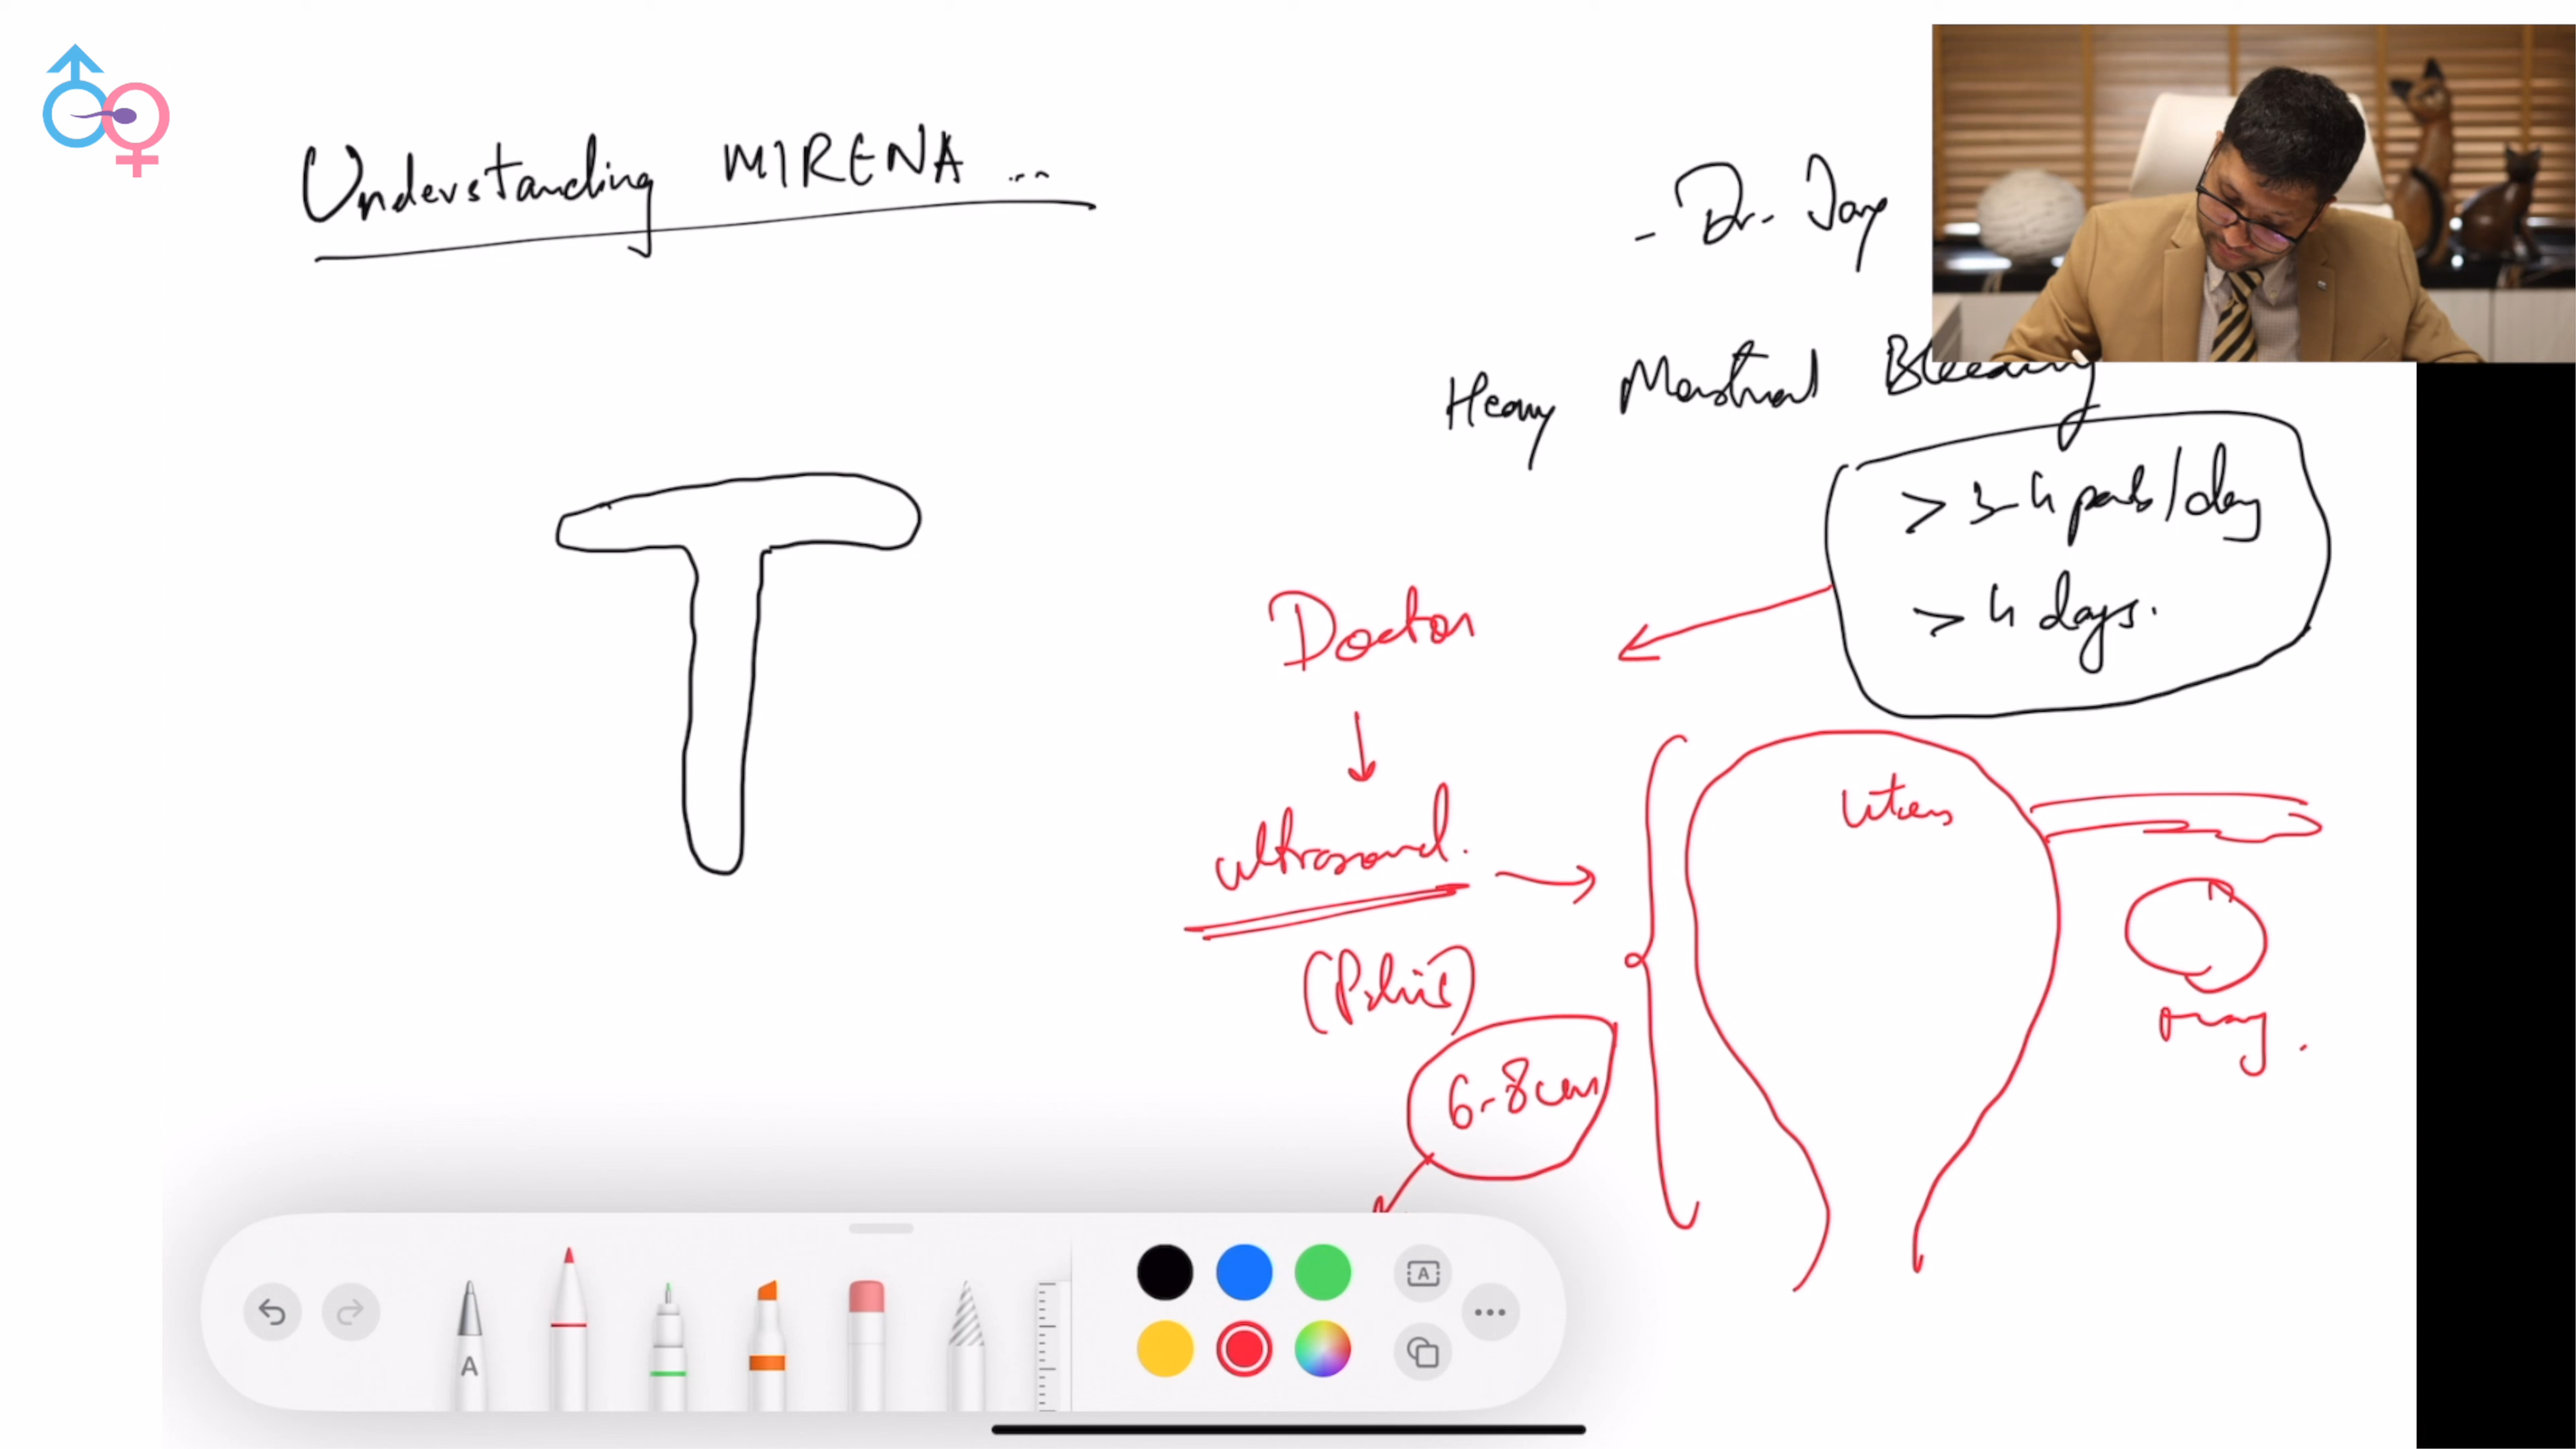 Understanding MIRENA ...
- Dr. Jay
Heavy Menstrual Bleeding
> 3-4 pads/day
> 4 days.
Doctor
ultrasound.
(Pelvis)
6-8cm
Uterus
ovary.
A
A